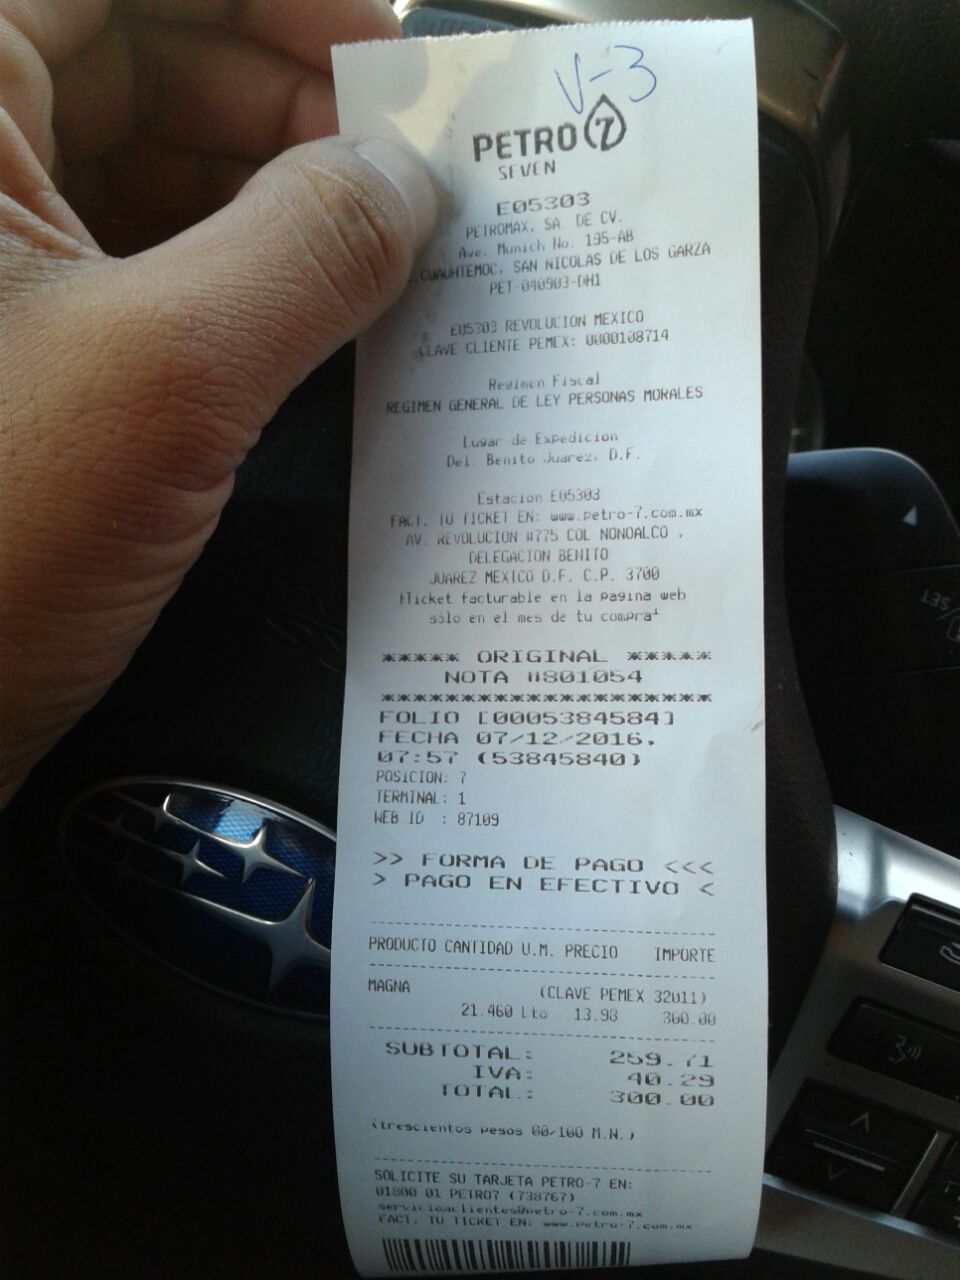 V-3
PETRO 7
SEVEN
E05303
PETROMAX, SA. DE CV.
Ave. Munich No. 195-AB
CUAUHTEMOC, SAN NICOLAS DE LOS GARZA
PET-040903-DH1
E05303 REVOLUCION MEXICO
CLAVE CLIENTE PEMEX: 0000108714
Regimen Fiscal
REGIMEN GENERAL DE LEY PERSONAS MORALES
Lugar de Expedicion
Del. Benito Juarez, D.F.
Estacion E05303
FACT. TU TICKET EN: www.petro-7.com.mx
AV. REVOLUCION #775 COL NONOALCO ,
DELEGACION BENITO
JUAREZ MEXICO D.F. C.P. 3700
!Ticket facturable en la pagina web
sólo en el mes de tu compra!
***** ORIGINAL *****
NOTA #801054
********************
FOLIO [0005384584]
FECHA 07/12/2016,
07:57 (53845840)
POSICION: 7
TERMINAL: 1
WEB ID : 87109
>> FORMA DE PAGO <<<
> PAGO EN EFECTIVO <
PRODUCTO CANTIDAD U.M. PRECIO IMPORTE
MAGNA (CLAVE PEMEX 32011)
21.460 Lto 13.98 300.00
SUBTOTAL: 259.71
IVA: 40.29
TOTAL: 300.00
(trescientos pesos 00/100 M.N.)
SOLICITE SU TARJETA PETRO-7 EN:
01800 01 PETRO7 (738767)
servicioaclientes@petro-7.com.mx
FACT. TU TICKET EN: www.petro-7.com.mx
SET